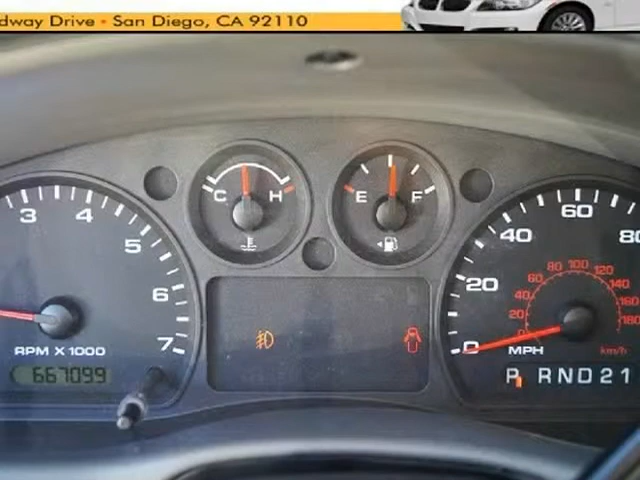 dway Drive • San Diego, CA 92110
3 4 5 6 7
RPM X 1000
667099
C H
E F
0 20 40 60 80
0 20 40 60 80 100 120 140 160 180
MPH km/h
P R N D 2 1